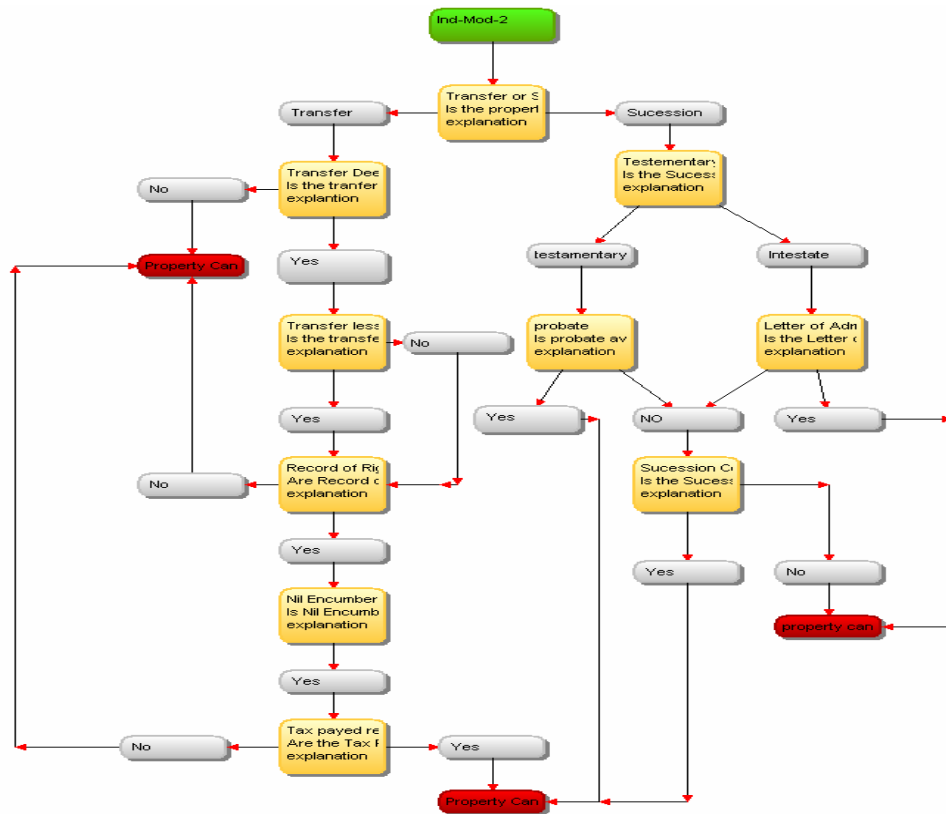 Ind-Mod-2
Transfer or S
Is the propert
explanation
Transfer
Sucession
Testementary
Is the Sucess
explanation
Transfer Dee
Is the tranfer
explantion
No
Property Can
Yes
testamentary
Intestate
Transfer less
Is the transfe
explanation
No
probate
Is probate av
explanation
Letter of Adm
Is the Letter o
explanation
Yes
Yes
NO
Yes
Record of Rig
Are Record o
explanation
No
Sucession Ce
Is the Sucess
explanation
Yes
Yes
No
Nil Encumber
Is Nil Encumb
explanation
property can
Yes
Tax payed re
Are the Tax F
explanation
No
Yes
Property Can